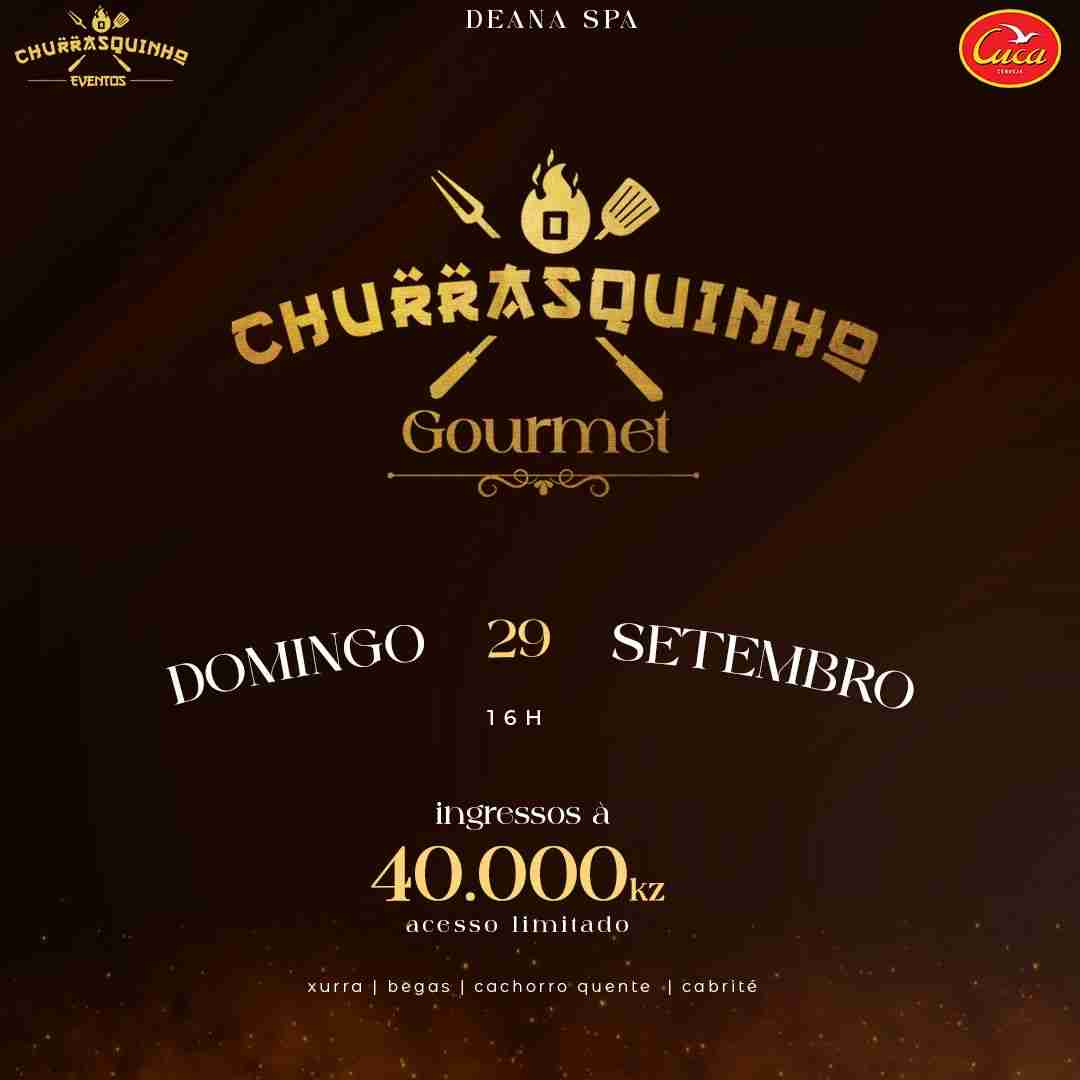 CHURRASQUINHO
EVENTOS
DEANA SPA
Cuca
CERVEJA
CHURRASQUINHO
Gourmet
DOMINGO 29 SETEMBRO
16H
ingressos à
40.000kz
acesso limitado
xurra | begas | cachorro quente | cabrité